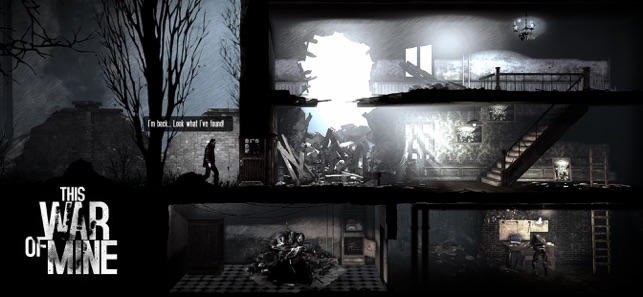 I'm back... Look what I've found!
THIS
WAR
OF MINE